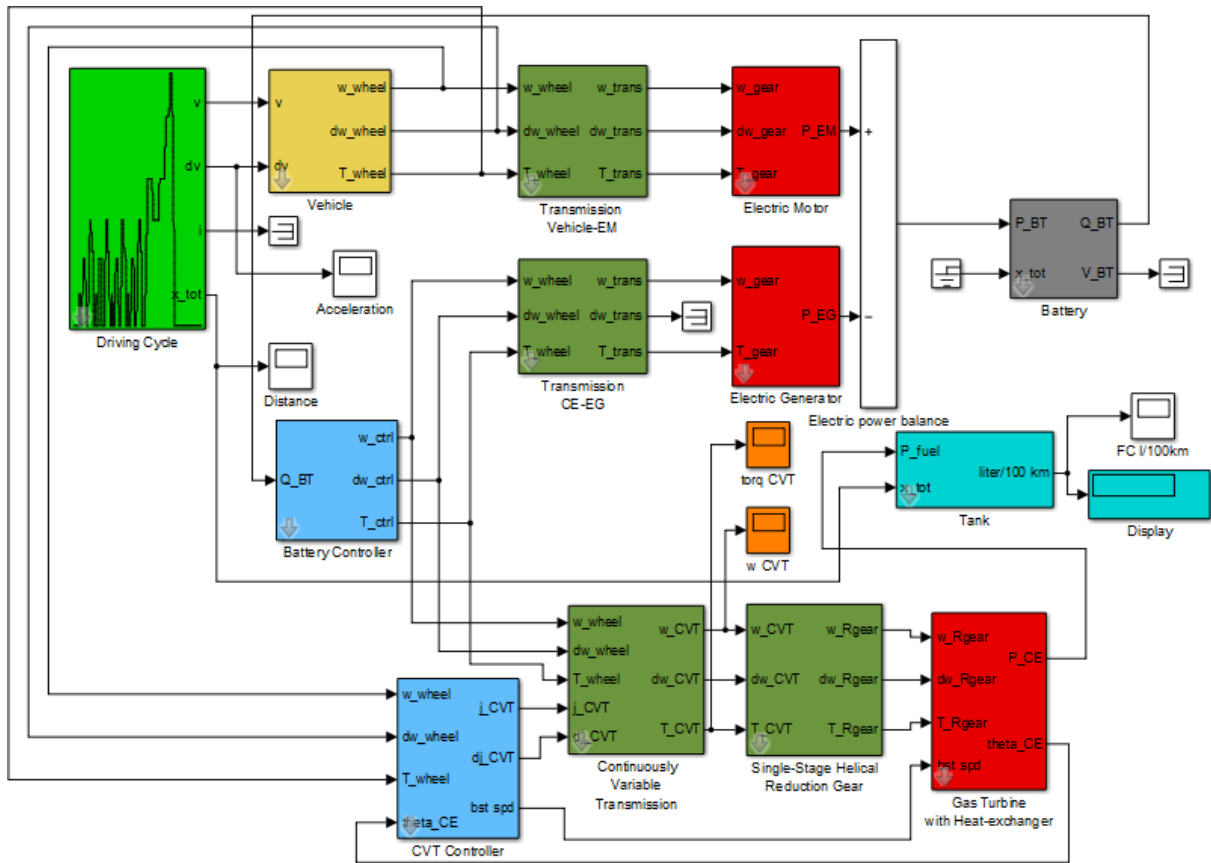 v
dv
i
x_tot
Driving Cycle
v
dv
w_wheel
dw_wheel
T_wheel
Vehicle
w_wheel
dw_wheel
T_wheel
w_trans
dw_trans
T_trans
Transmission
Vehicle-EM
w_gear
dw_gear
T_gear
P_EM
Electric Motor
+
−
Electric power balance
P_BT
x_tot
Q_BT
V_BT
Battery
Acceleration
Distance
w_wheel
dw_wheel
T_wheel
w_trans
dw_trans
T_trans
Transmission
CE-EG
w_gear
T_gear
P_EG
Electric Generator
Q_BT
w_ctrl
dw_ctrl
T_ctrl
Battery Controller
torq CVT
w CVT
P_fuel
x_tot
liter/100 km
Tank
FC l/100km
Display
w_wheel
dw_wheel
T_wheel
theta_CE
j_CVT
dj_CVT
bst spd
CVT Controller
w_wheel
dw_wheel
T_wheel
j_CVT
dj_CVT
w_CVT
dw_CVT
T_CVT
Continuously
Variable
Transmission
w_CVT
dw_CVT
T_CVT
w_Rgear
dw_Rgear
T_Rgear
Single-Stage Helical
Reduction Gear
w_Rgear
dw_Rgear
T_Rgear
bst spd
P_CE
theta_CE
Gas Turbine
with Heat-exchanger